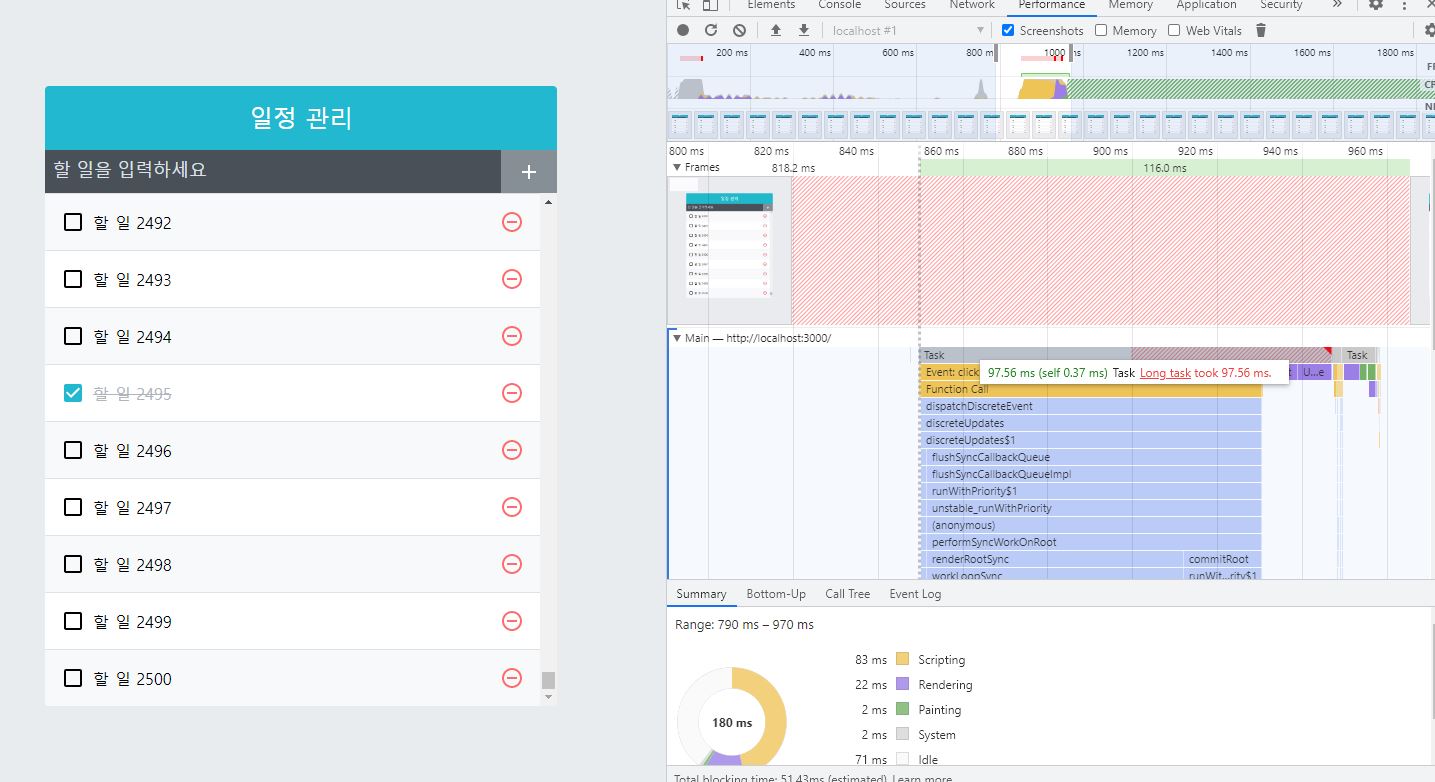 일정 관리
할 일을 입력하세요
할 일 2492
할 일 2493
할 일 2494
할 일 2495
할 일 2496
할 일 2497
할 일 2498
할 일 2499
할 일 2500
Elements Console Sources Network Performance Memory Application Security
localhost #1 Screenshots Memory Web Vitals
200 ms 400 ms 600 ms 800 m 1000 ms 1200 ms 1400 ms 1600 ms 1800 ms
800 ms 820 ms 840 ms 860 ms 880 ms 900 ms 920 ms 940 ms 960 ms
Frames 818.2 ms 116.0 ms
Main — http://localhost:3000/
Task Task
Event: click U...e
97.56 ms (self 0.37 ms) Task Long task took 97.56 ms.
Function Call
dispatchDiscreteEvent
discreteUpdates
discreteUpdates$1
flushSyncCallbackQueue
flushSyncCallbackQueueImpl
runWithPriority$1
unstable_runWithPriority
(anonymous)
performSyncWorkOnRoot
renderRootSync commitRoot
workLoopSync runWit...rity$1
Summary Bottom-Up Call Tree Event Log
Range: 790 ms – 970 ms
83 ms Scripting
22 ms Rendering
180 ms
2 ms Painting
2 ms System
71 ms Idle
Total blocking time: 51.43ms (estimated) Learn more